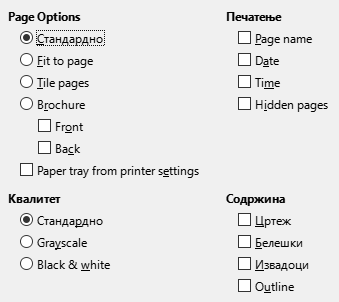 Page Options
Стандардно
Fit to page
Tile pages
Brochure
Front
Back
Paper tray from printer settings
Печатење
Page name
Date
Time
Hidden pages
Квалитет
Стандардно
Grayscale
Black & white
Содржина
Цртеж
Белешки
Извадоци
Outline